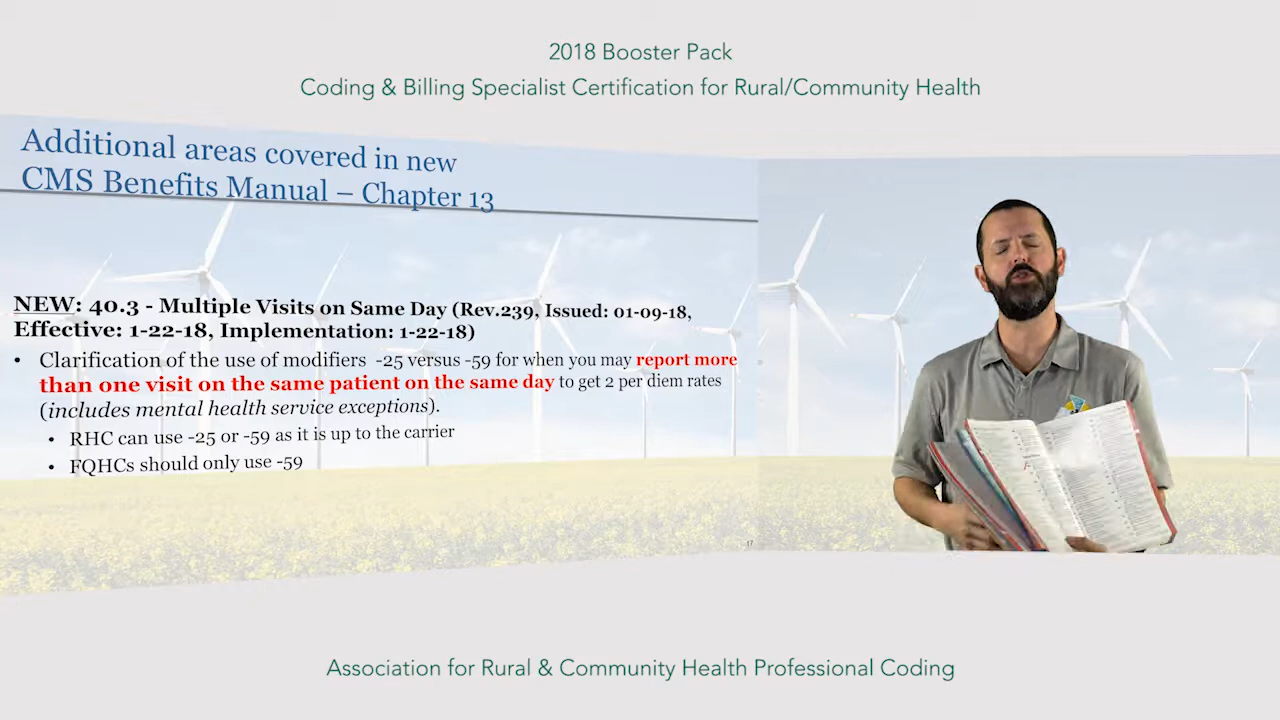 2018 Booster Pack
Coding & Billing Specialist Certification for Rural/Community Health
Additional areas covered in new
CMS Benefits Manual – Chapter 13
NEW: 40.3 - Multiple Visits on Same Day (Rev.239, Issued: 01-09-18,
Effective: 1-22-18, Implementation: 1-22-18)
• Clarification of the use of modifiers -25 versus -59 for when you may report more
than one visit on the same patient on the same day to get 2 per diem rates
(includes mental health service exceptions).
• RHC can use -25 or -59 as it is up to the carrier
• FQHCs should only use -59
17
Association for Rural & Community Health Professional Coding